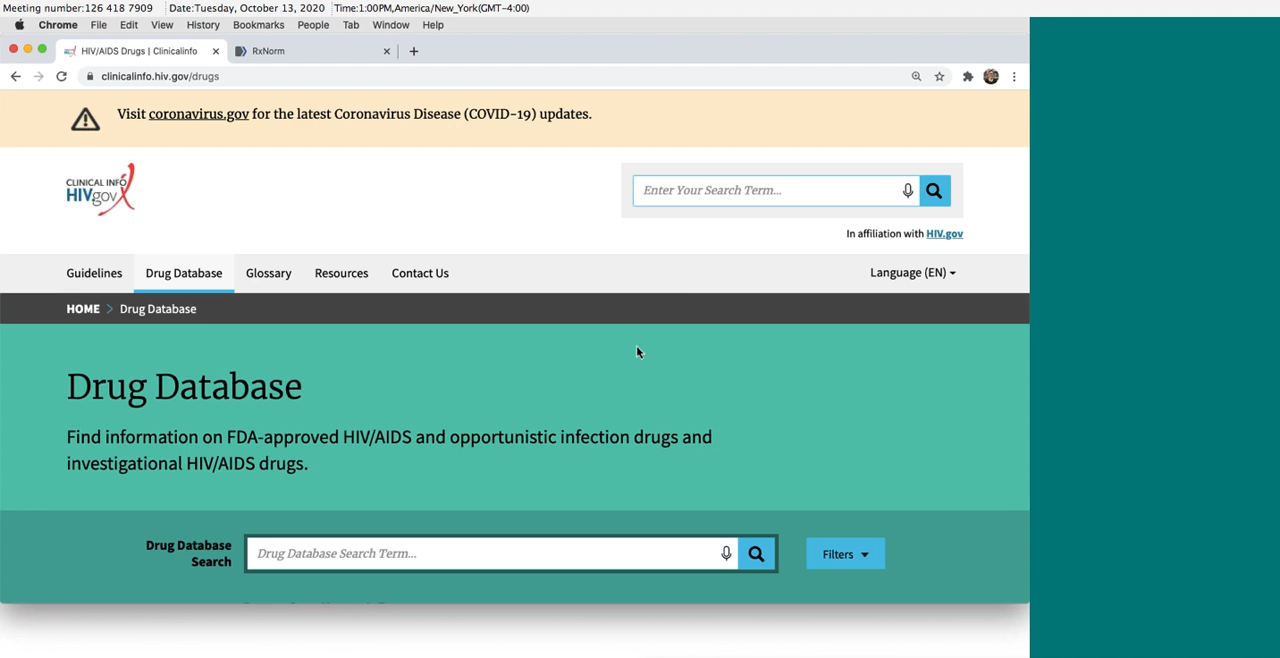 Meeting number:126 418 7909 Date:Tuesday, October 13, 2020 Time:1:00PM,America/New_York(GMT-4:00)
Chrome File Edit View History Bookmarks People Tab Window Help
HIV/AIDS Drugs | Clinicalinfo RxNorm
clinicalinfo.hiv.gov/drugs
Visit coronavirus.gov for the latest Coronavirus Disease (COVID-19) updates.
CLINICAL INFO
HIVgov
Enter Your Search Term...
In affiliation with HIV.gov
Guidelines Drug Database Glossary Resources Contact Us Language (EN)
HOME > Drug Database
Drug Database
Find information on FDA-approved HIV/AIDS and opportunistic infection drugs and
investigational HIV/AIDS drugs.
Drug Database
Search
Drug Database Search Term...
Filters